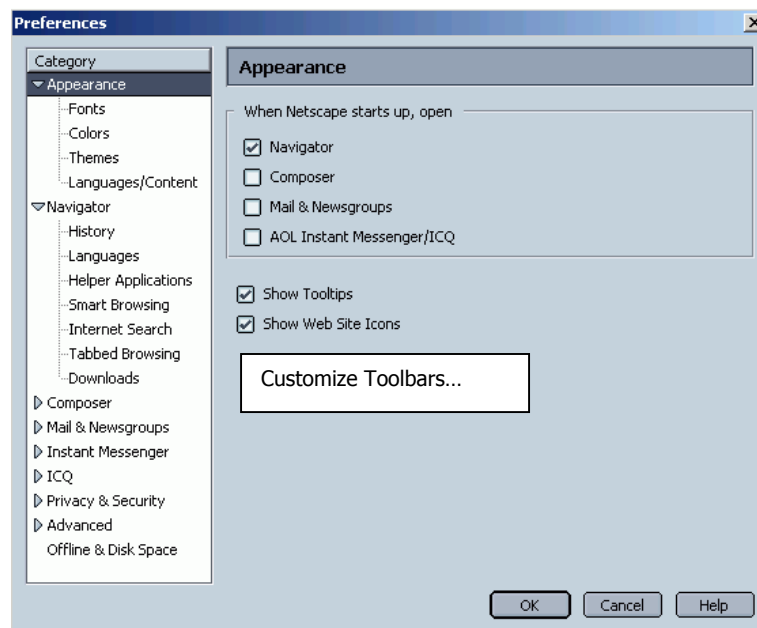 Preferences
Category
Appearance
Fonts
Colors
Themes
Languages/Content
Navigator
History
Languages
Helper Applications
Smart Browsing
Internet Search
Tabbed Browsing
Downloads
Composer
Mail & Newsgroups
Instant Messenger
ICQ
Privacy & Security
Advanced
Offline & Disk Space
Appearance
When Netscape starts up, open
Navigator
Composer
Mail & Newsgroups
AOL Instant Messenger/ICQ
Show Tooltips
Show Web Site Icons
Customize Toolbars...
OK Cancel Help